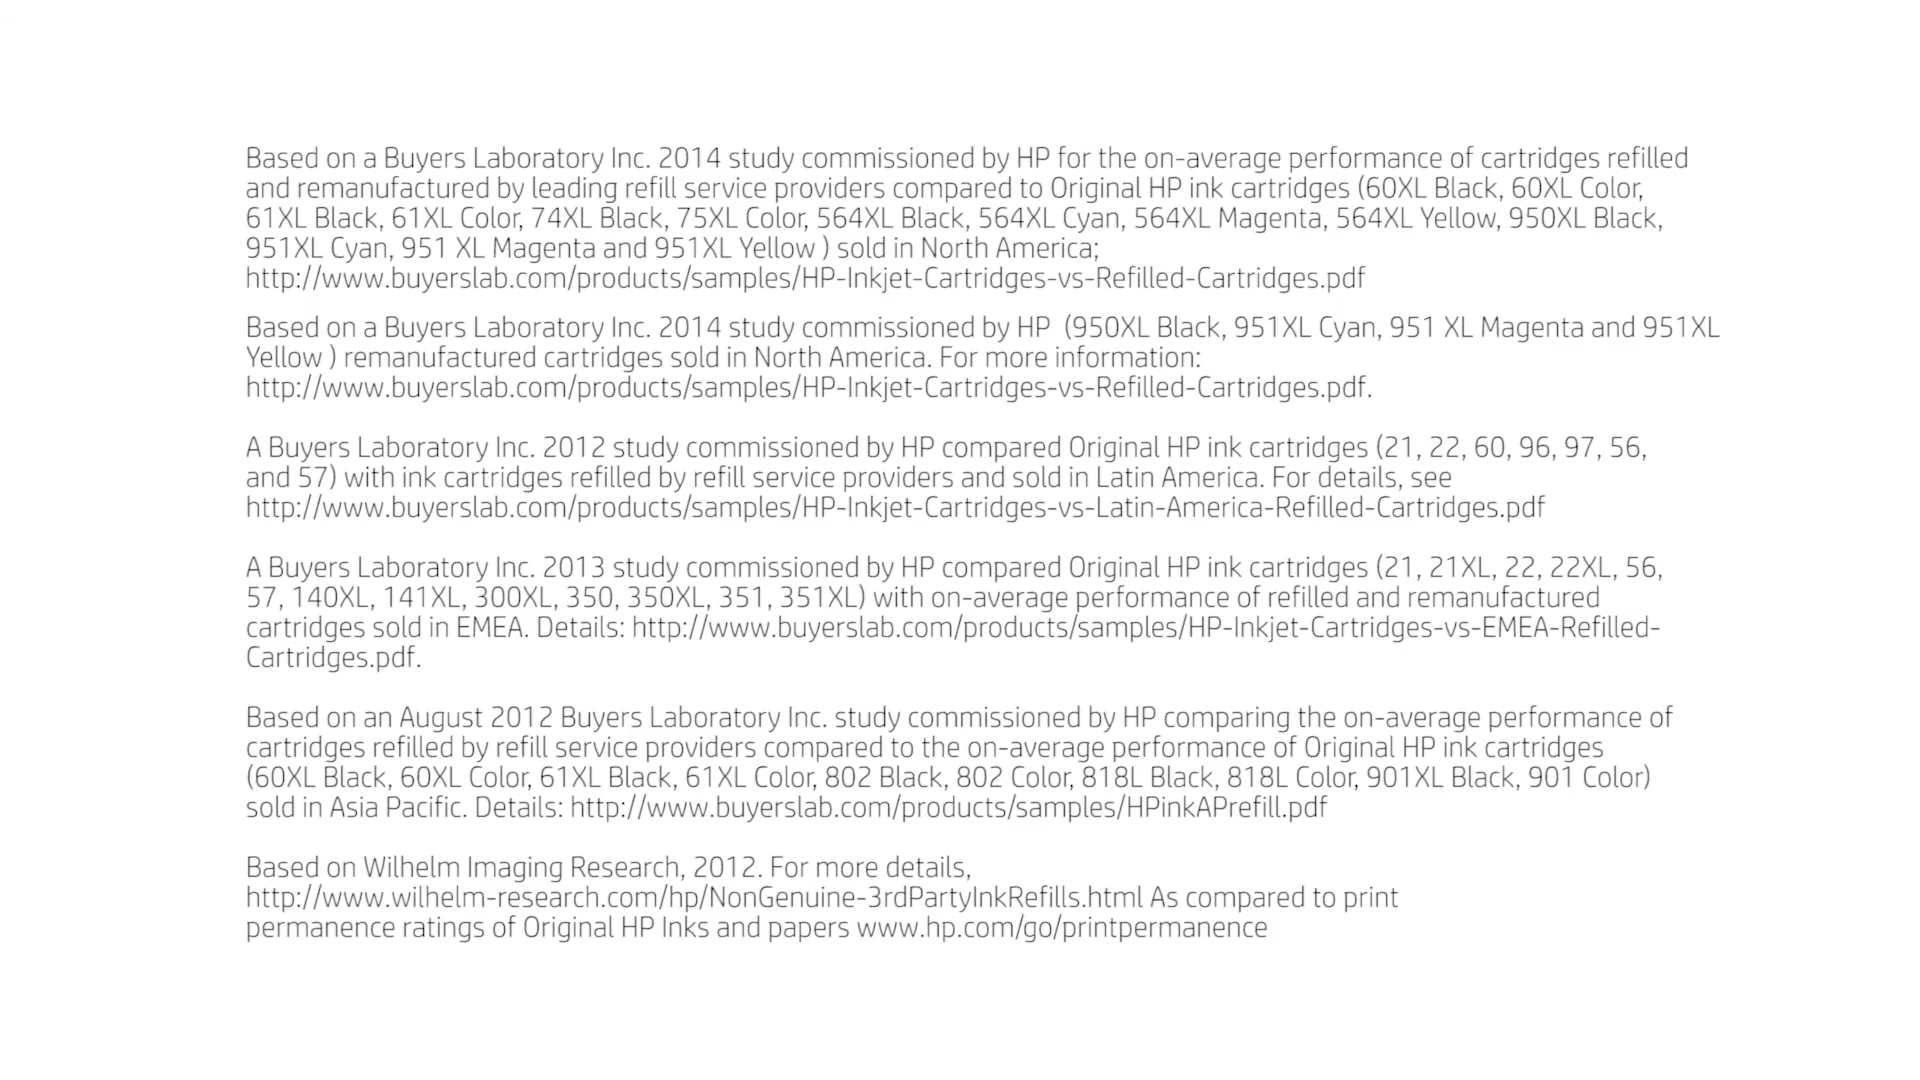 Based on a Buyers Laboratory Inc. 2014 study commissioned by HP for the on-average performance of cartridges refilled
and remanufactured by leading refill service providers compared to Original HP ink cartridges (60XL Black, 60XL Color,
61XL Black, 61XL Color, 74XL Black, 75XL Color, 564XL Black, 564XL Cyan, 564XL Magenta, 564XL Yellow, 950XL Black,
951XL Cyan, 951 XL Magenta and 951XL Yellow ) sold in North America;
http://www.buyerslab.com/products/samples/HP-Inkjet-Cartridges-vs-Refilled-Cartridges.pdf
Based on a Buyers Laboratory Inc. 2014 study commissioned by HP  (950XL Black, 951XL Cyan, 951 XL Magenta and 951XL
Yellow ) remanufactured cartridges sold in North America. For more information:
http://www.buyerslab.com/products/samples/HP-Inkjet-Cartridges-vs-Refilled-Cartridges.pdf.
A Buyers Laboratory Inc. 2012 study commissioned by HP compared Original HP ink cartridges (21, 22, 60, 96, 97, 56,
and 57) with ink cartridges refilled by refill service providers and sold in Latin America. For details, see
http://www.buyerslab.com/products/samples/HP-Inkjet-Cartridges-vs-Latin-America-Refilled-Cartridges.pdf
A Buyers Laboratory Inc. 2013 study commissioned by HP compared Original HP ink cartridges (21, 21XL, 22, 22XL, 56,
57, 140XL, 141XL, 300XL, 350, 350XL, 351, 351XL) with on-average performance of refilled and remanufactured
cartridges sold in EMEA. Details: http://www.buyerslab.com/products/samples/HP-Inkjet-Cartridges-vs-EMEA-Refilled-
Cartridges.pdf.
Based on an August 2012 Buyers Laboratory Inc. study commissioned by HP comparing the on-average performance of
cartridges refilled by refill service providers compared to the on-average performance of Original HP ink cartridges
(60XL Black, 60XL Color, 61XL Black, 61XL Color, 802 Black, 802 Color, 818L Black, 818L Color, 901XL Black, 901 Color)
sold in Asia Pacific. Details: http://www.buyerslab.com/products/samples/HPinkAPrefill.pdf
Based on Wilhelm Imaging Research, 2012. For more details,
http://www.wilhelm-research.com/hp/NonGenuine-3rdPartyInkRefills.html As compared to print
permanence ratings of Original HP Inks and papers www.hp.com/go/printpermanence